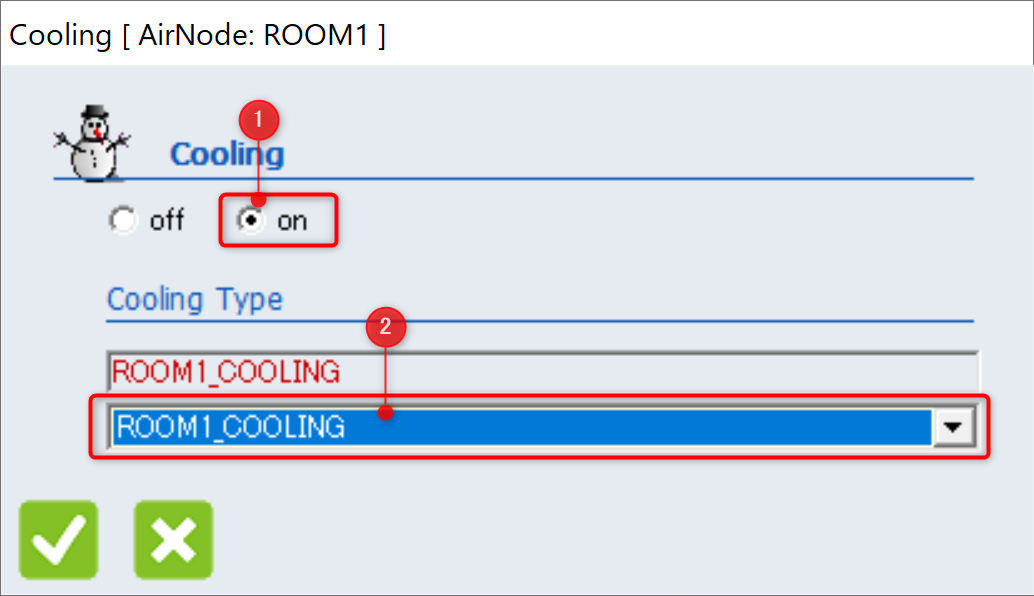 Cooling [ AirNode: ROOM1 ]
1
Cooling
off on
Cooling Type
2
ROOM1_COOLING
ROOM1_COOLING